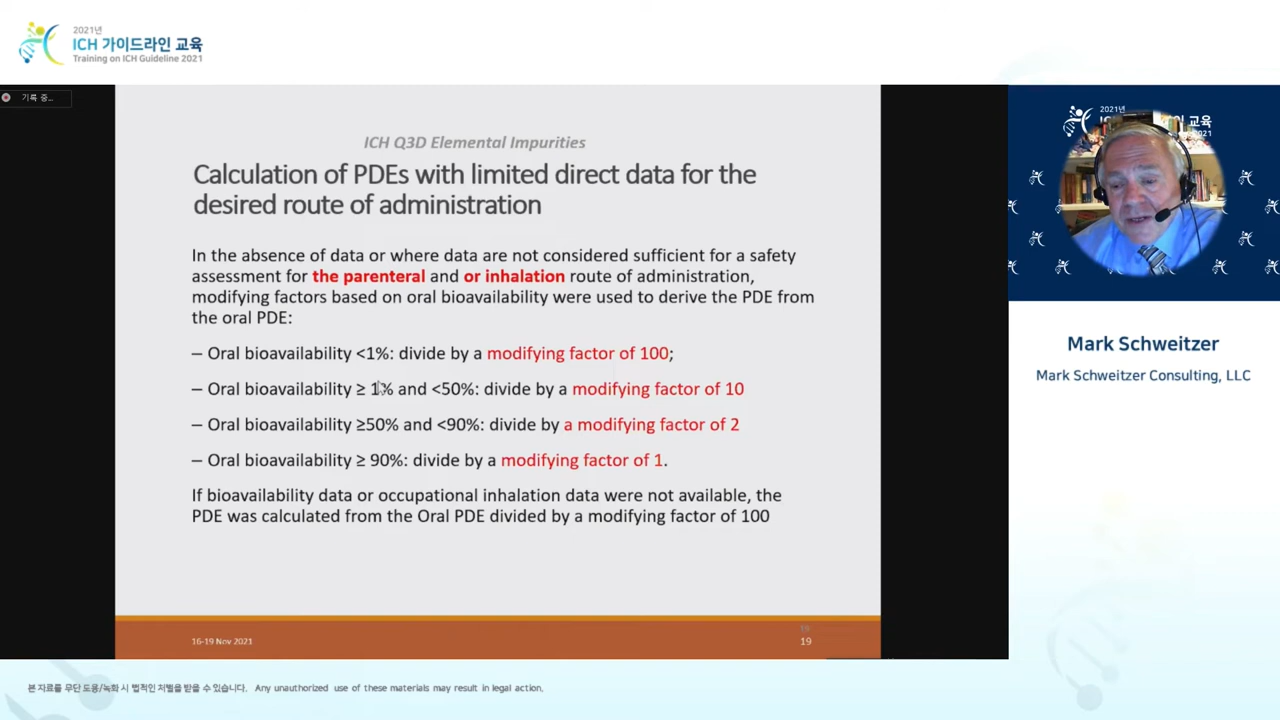 2021년
ICH 가이드라인 교육
Training on ICH Guideline 2021
기록 중...
ICH Q3D Elemental Impurities
Calculation of PDEs with limited direct data for the
desired route of administration
In the absence of data or where data are not considered sufficient for a safety
assessment for the parenteral and or inhalation route of administration,
modifying factors based on oral bioavailability were used to derive the PDE from
the oral PDE:
– Oral bioavailability <1%: divide by a modifying factor of 100;
– Oral bioavailability ≥ 1% and <50%: divide by a modifying factor of 10
– Oral bioavailability ≥50% and <90%: divide by a modifying factor of 2
– Oral bioavailability ≥ 90%: divide by a modifying factor of 1.
If bioavailability data or occupational inhalation data were not available, the
PDE was calculated from the Oral PDE divided by a modifying factor of 100
16-19 Nov 2021
19
2021년
교육
2021
Mark Schweitzer
Mark Schweitzer Consulting, LLC
본 자료를 무단 도용/녹화 시 법적인 처벌을 받을 수 있습니다. Any unauthorized use of these materials may result in legal action.